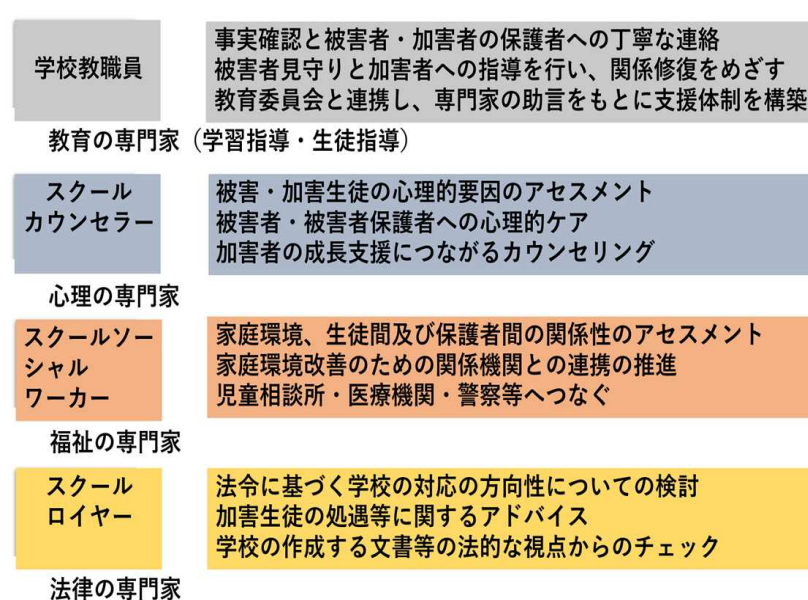 学校教職員
事実確認と被害者・加害者の保護者への丁寧な連絡
被害者見守りと加害者への指導を行い、関係修復をめざす
教育委員会と連携し、専門家の助言をもとに支援体制を構築
教育の専門家（学習指導・生徒指導）
スクール
カウンセラー
被害・加害生徒の心理的要因のアセスメント
被害者・被害者保護者への心理的ケア
加害者の成長支援につながるカウンセリング
心理の専門家
スクールソー
シャル
ワーカー
家庭環境、生徒間及び保護者間の関係性のアセスメント
家庭環境改善のための関係機関との連携の推進
児童相談所・医療機関・警察等へつなぐ
福祉の専門家
スクール
ロイヤー
法令に基づく学校の対応の方向性についての検討
加害生徒の処遇等に関するアドバイス
学校の作成する文書等の法的な視点からのチェック
法律の専門家